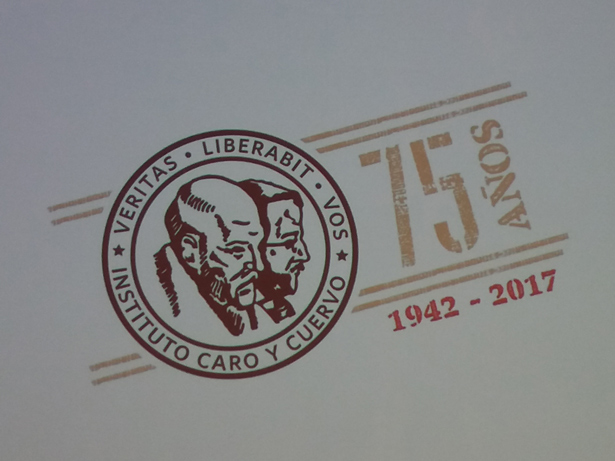 VERITAS • LIBERABIT • VOS
★ INSTITUTO CARO Y CUERVO ★
75
AÑOS
1942 - 2017